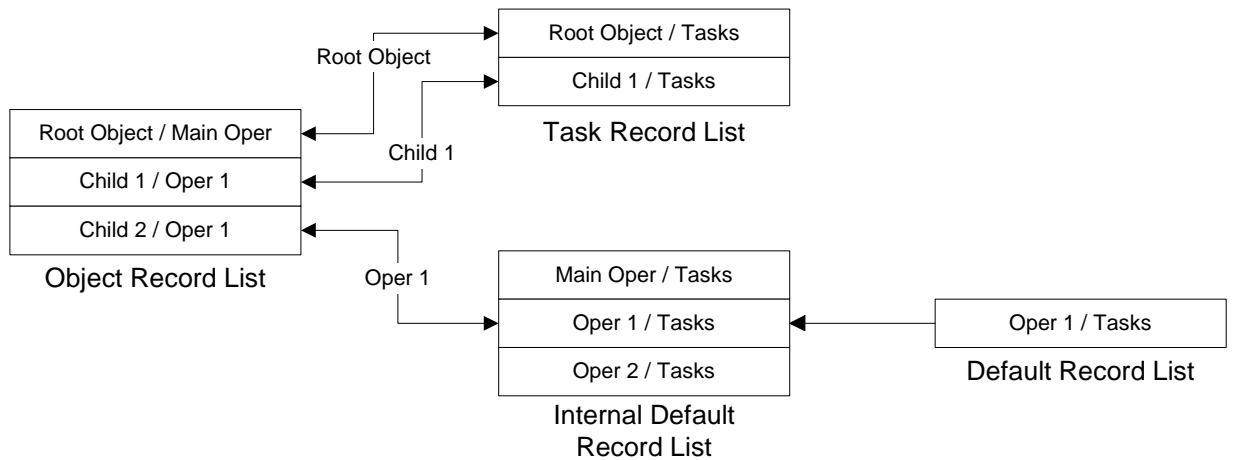 Root Object / Tasks
Child 1 / Tasks
Task Record List
Root Object
Child 1
Root Object / Main Oper
Child 1 / Oper 1
Child 2 / Oper 1
Object Record List
Oper 1
Main Oper / Tasks
Oper 1 / Tasks
Oper 2 / Tasks
Internal Default
Record List
Oper 1 / Tasks
Default Record List